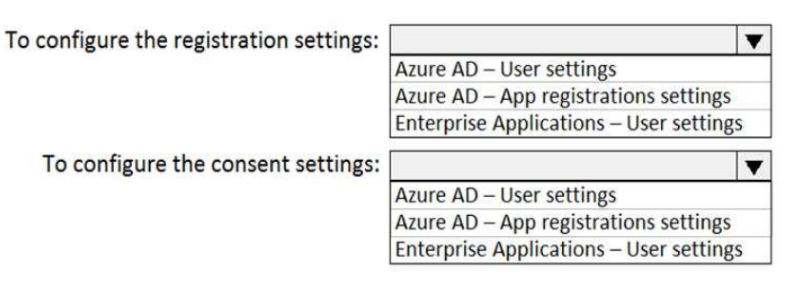 To configure the registration settings:
Azure AD – User settings
Azure AD – App registrations settings
Enterprise Applications – User settings
To configure the consent settings:
Azure AD – User settings
Azure AD – App registrations settings
Enterprise Applications – User settings